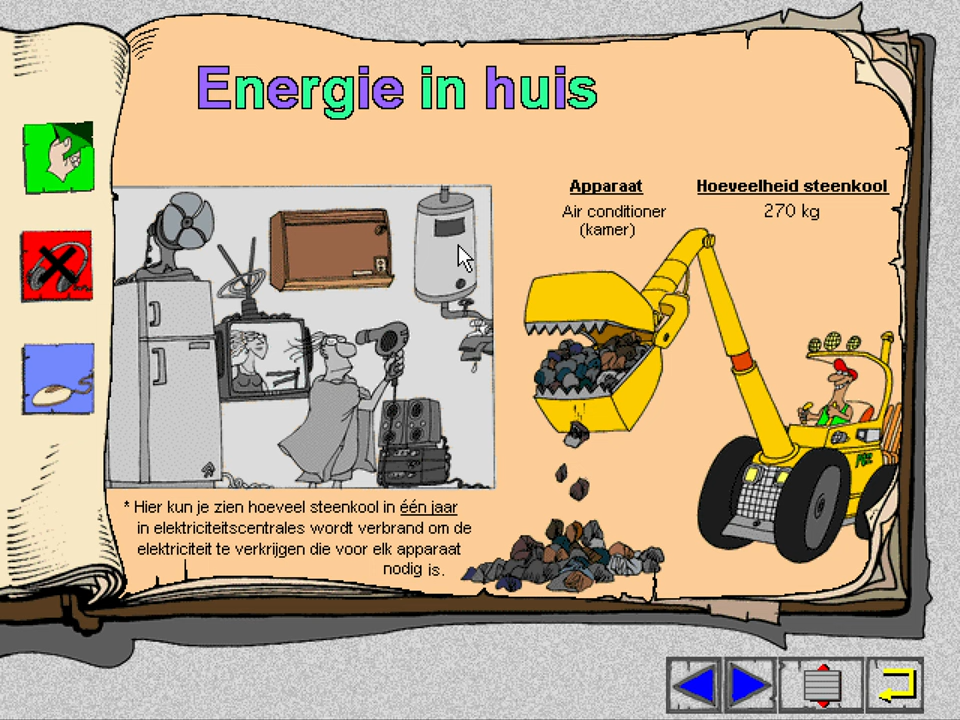 Energie in huis
Apparaat
Hoeveelheid steenkool
Air conditioner
(kamer)
270 kg
* Hier kun je zien hoeveel steenkool in één jaar
in elektriciteitscentrales wordt verbrand om de
elektriciteit te verkrijgen die voor elk apparaat
nodig is.